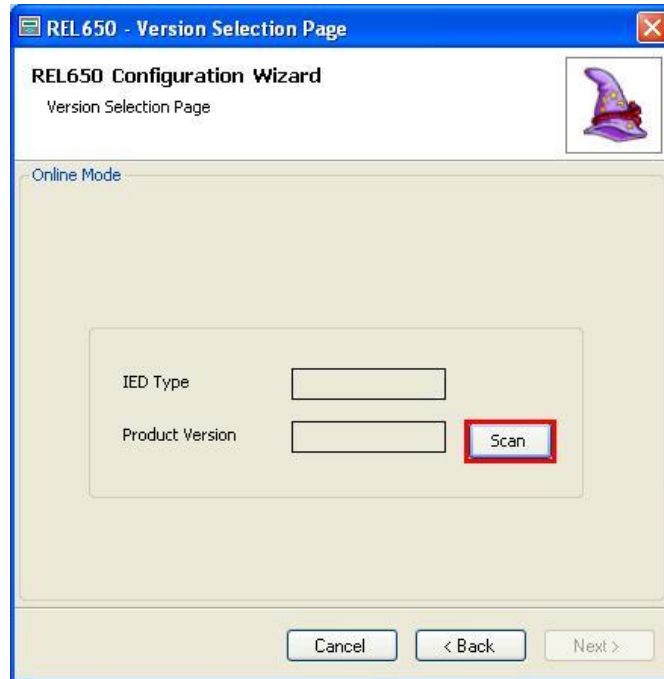 REL650 - Version Selection Page
REL650 Configuration Wizard
Version Selection Page
Online Mode
IED Type
Product Version
Scan
Cancel
< Back
Next >